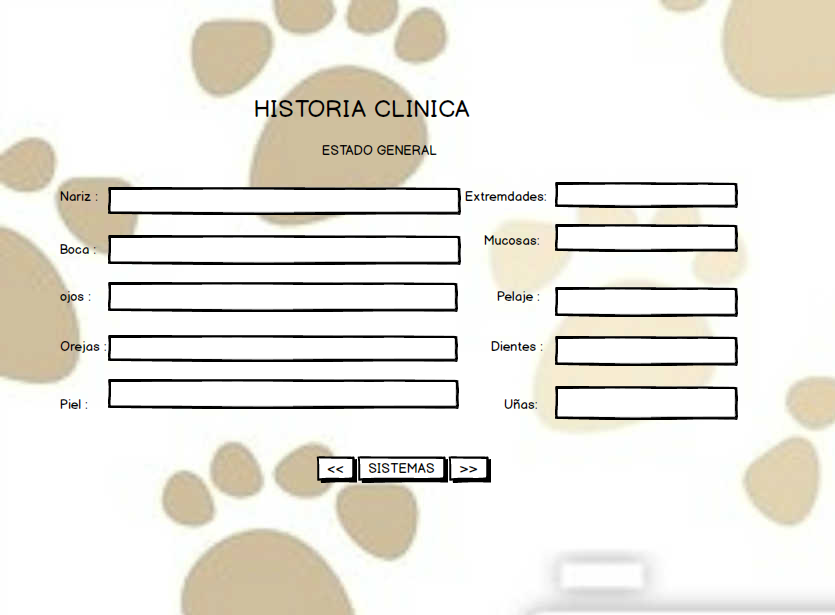 HISTORIA CLINICA
ESTADO GENERAL
Nariz :
Extremdades:
Boca :
Mucosas:
ojos :
Pelaje :
Orejas :
Dientes :
Piel :
Uñas:
<< SISTEMAS >>